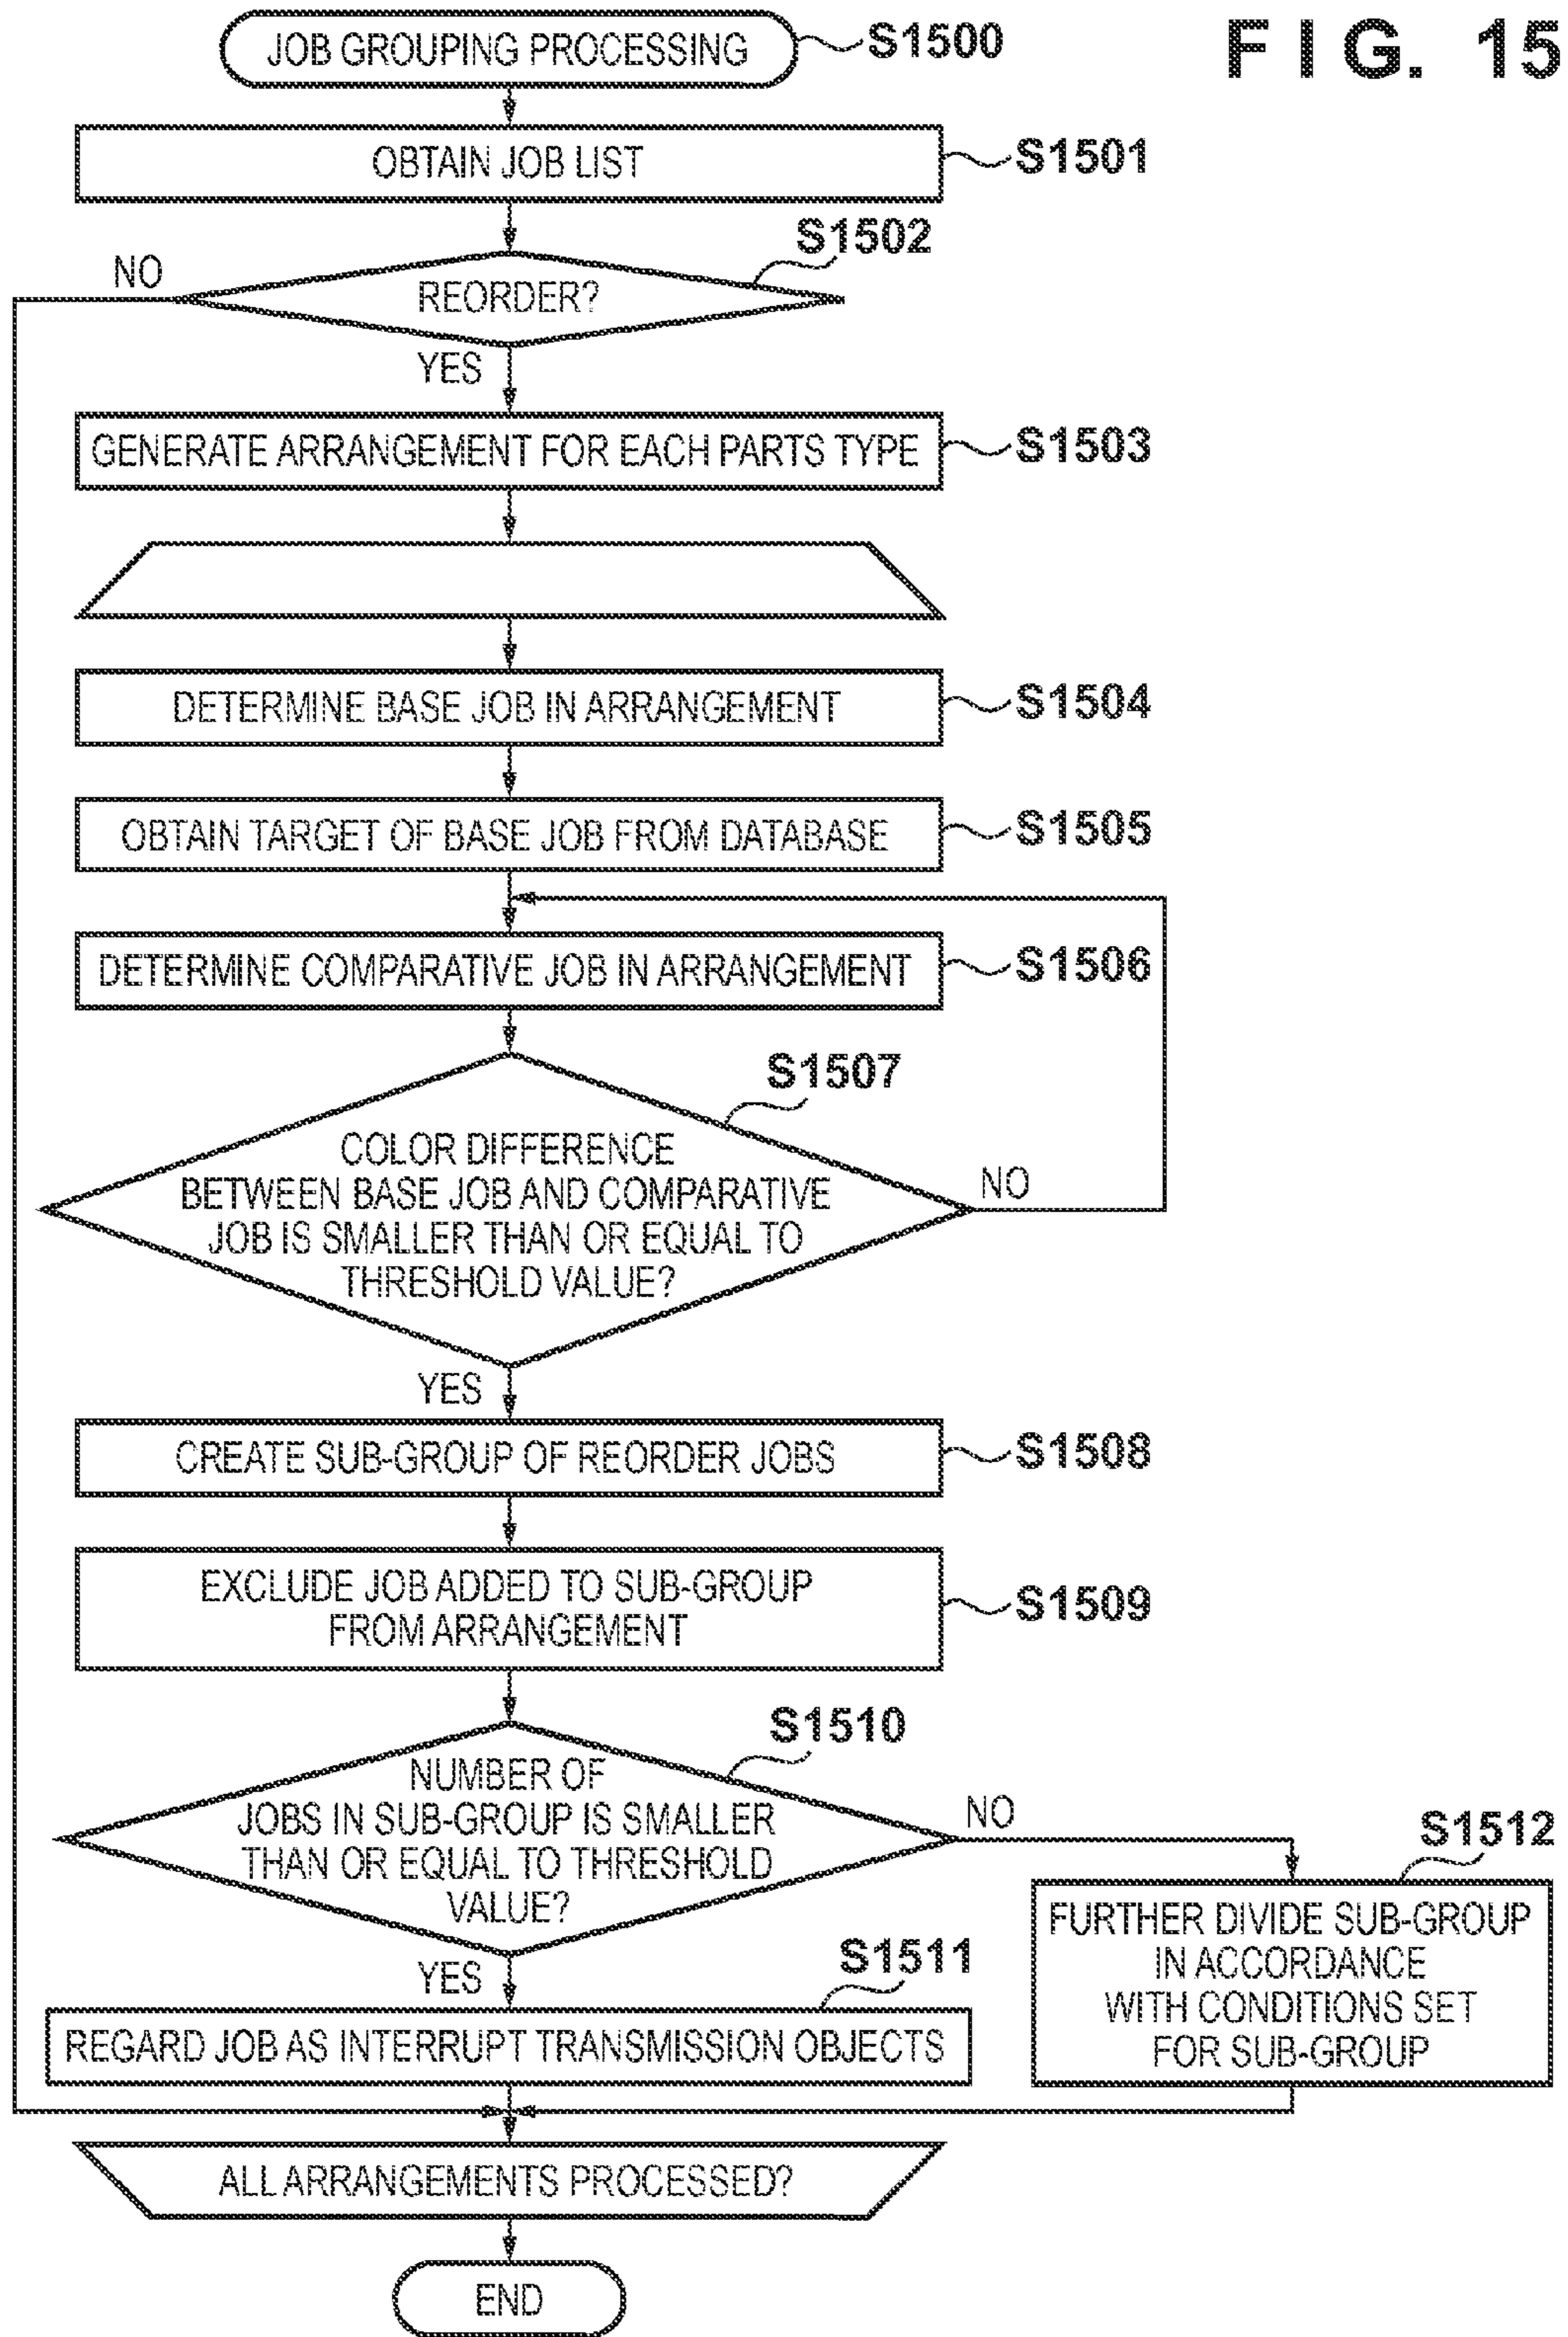 FIG. 15
JOB GROUPING PROCESSING
S1500
OBTAIN JOB LIST
S1501
S1502
NO
REORDER?
YES
GENERATE ARRANGEMENT FOR EACH PARTS TYPE
S1503
DETERMINE BASE JOB IN ARRANGEMENT
S1504
OBTAIN TARGET OF BASE JOB FROM DATABASE
S1505
DETERMINE COMPARATIVE JOB IN ARRANGEMENT
S1506
S1507
COLOR DIFFERENCE
BETWEEN BASE JOB AND COMPARATIVE
JOB IS SMALLER THAN OR EQUAL TO
THRESHOLD VALUE?
NO
YES
CREATE SUB-GROUP OF REORDER JOBS
S1508
EXCLUDE JOB ADDED TO SUB-GROUP
FROM ARRANGEMENT
S1509
S1510
NUMBER OF
JOBS IN SUB-GROUP IS SMALLER
THAN OR EQUAL TO THRESHOLD
VALUE?
NO
YES
S1512
FURTHER DIVIDE SUB-GROUP
IN ACCORDANCE
WITH CONDITIONS SET
FOR SUB-GROUP
S1511
REGARD JOB AS INTERRUPT TRANSMISSION OBJECTS
ALL ARRANGEMENTS PROCESSED?
END